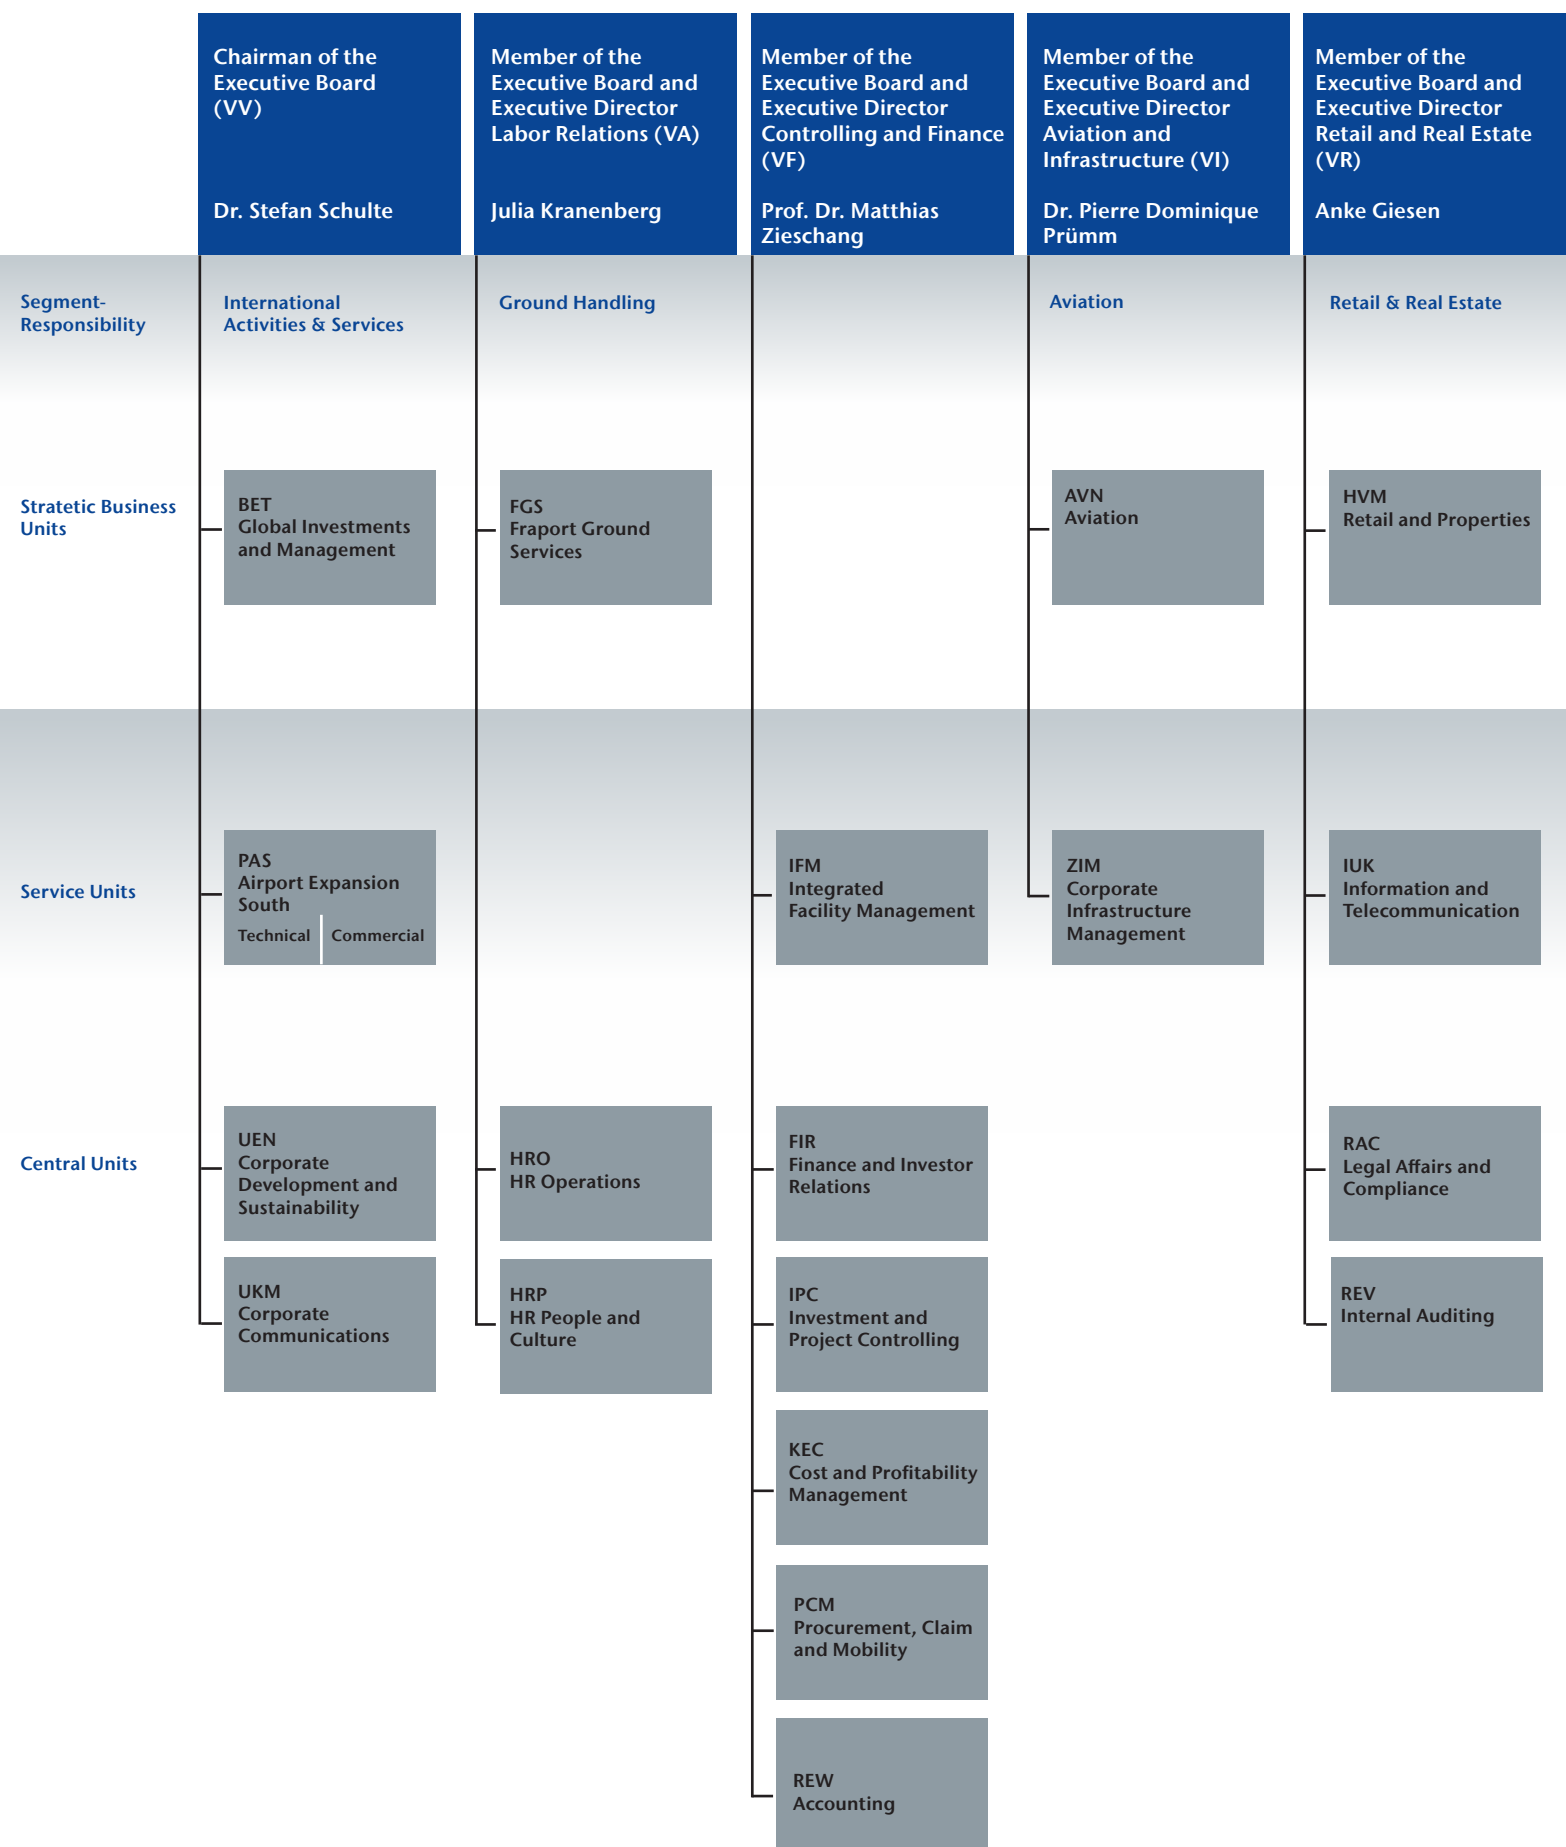 Chairman of the
Executive Board
(VV)
Dr. Stefan Schulte
Member of the
Executive Board and
Executive Director
Labor Relations (VA)
Julia Kranenberg
Member of the
Executive Board and
Executive Director
Controlling and Finance
(VF)
Prof. Dr. Matthias
Zieschang
Member of the
Executive Board and
Executive Director
Aviation and
Infrastructure (VI)
Dr. Pierre Dominique
Prümm
Member of the
Executive Board and
Executive Director
Retail and Real Estate
(VR)
Anke Giesen
Segment-
Responsibility
International
Activities & Services
Ground Handling
Aviation
Retail & Real Estate
Stratetic Business
Units
BET
Global Investments
and Management
FGS
Fraport Ground
Services
AVN
Aviation
HVM
Retail and Properties
Service Units
PAS
Airport Expansion
South
Technical
Commercial
IFM
Integrated
Facility Management
ZIM
Corporate
Infrastructure
Management
IUK
Information and
Telecommunication
Central Units
UEN
Corporate
Development and
Sustainability
HRO
HR Operations
FIR
Finance and Investor
Relations
RAC
Legal Affairs and
Compliance
UKM
Corporate
Communications
HRP
HR People and
Culture
IPC
Investment and
Project Controlling
REV
Internal Auditing
KEC
Cost and Profitability
Management
PCM
Procurement, Claim
and Mobility
REW
Accounting